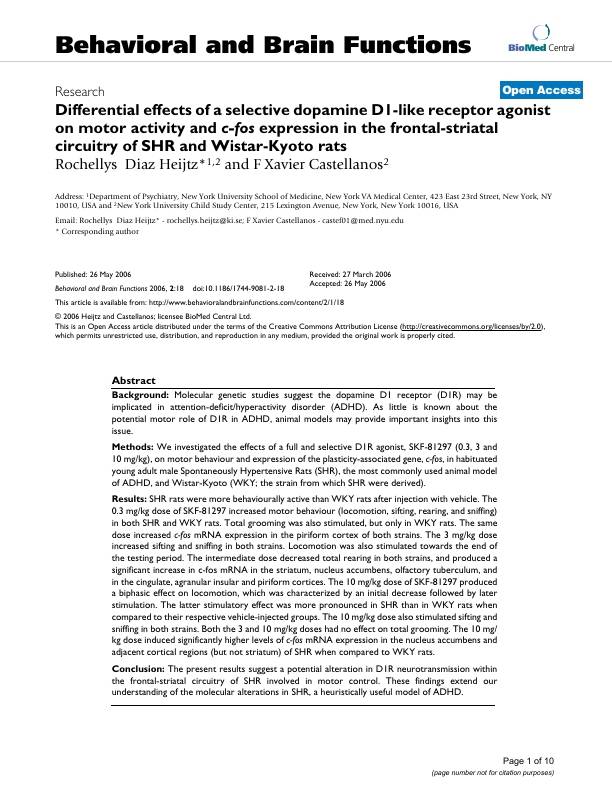 Behavioral and Brain Functions
BioMed Central
Research
Open Access
Differential effects of a selective dopamine D1-like receptor agonist
on motor activity and c-fos expression in the frontal-striatal
circuitry of SHR and Wistar-Kyoto rats
Rochellys Diaz Heijtz*1,2 and F Xavier Castellanos2
Address: 1Department of Psychiatry, New York University School of Medicine, New York VA Medical Center, 423 East 23rd Street, New York, NY
10010, USA and 2New York University Child Study Center, 215 Lexington Avenue, New York, New York 10016, USA
Email: Rochellys Diaz Heijtz* - rochellys.heijtz@ki.se; F Xavier Castellanos - castef01@med.nyu.edu
* Corresponding author
Published: 26 May 2006
Behavioral and Brain Functions 2006, 2:18 doi:10.1186/1744-9081-2-18
Received: 27 March 2006
Accepted: 26 May 2006
This article is available from: http://www.behavioralandbrainfunctions.com/content/2/1/18
© 2006 Heijtz and Castellanos; licensee BioMed Central Ltd.
This is an Open Access article distributed under the terms of the Creative Commons Attribution License (http://creativecommons.org/licenses/by/2.0),
which permits unrestricted use, distribution, and reproduction in any medium, provided the original work is properly cited.
Abstract
Background: Molecular genetic studies suggest the dopamine D1 receptor (D1R) may be
implicated in attention-deficit/hyperactivity disorder (ADHD). As little is known about the
potential motor role of D1R in ADHD, animal models may provide important insights into this
issue.
Methods: We investigated the effects of a full and selective D1R agonist, SKF-81297 (0.3, 3 and
10 mg/kg), on motor behaviour and expression of the plasticity-associated gene, c-fos, in habituated
young adult male Spontaneously Hypertensive Rats (SHR), the most commonly used animal model
of ADHD, and Wistar-Kyoto (WKY; the strain from which SHR were derived).
Results: SHR rats were more behaviourally active than WKY rats after injection with vehicle. The
0.3 mg/kg dose of SKF-81297 increased motor behaviour (locomotion, sifting, rearing, and sniffing)
in both SHR and WKY rats. Total grooming was also stimulated, but only in WKY rats. The same
dose increased c-fos mRNA expression in the piriform cortex of both strains. The 3 mg/kg dose
increased sifting and sniffing in both strains. Locomotion was also stimulated towards the end of
the testing period. The intermediate dose decreased total rearing in both strains, and produced a
significant increase in c-fos mRNA in the striatum, nucleus accumbens, olfactory tuberculum, and
in the cingulate, agranular insular and piriform cortices. The 10 mg/kg dose of SKF-81297 produced
a biphasic effect on locomotion, which was characterized by an initial decrease followed by later
stimulation. The latter stimulatory effect was more pronounced in SHR than in WKY rats when
compared to their respective vehicle-injected groups. The 10 mg/kg dose also stimulated sifting and
sniffing in both strains. Both the 3 and 10 mg/kg doses had no effect on total grooming. The 10 mg/
kg dose induced significantly higher levels of c-fos mRNA expression in the nucleus accumbens and
adjacent cortical regions (but not striatum) of SHR when compared to WKY rats.
Conclusion: The present results suggest a potential alteration in D1R neurotransmission within
the frontal-striatal circuitry of SHR involved in motor control. These findings extend our
understanding of the molecular alterations in SHR, a heuristically useful model of ADHD.
Page 1 of 10
(page number not for citation purposes)